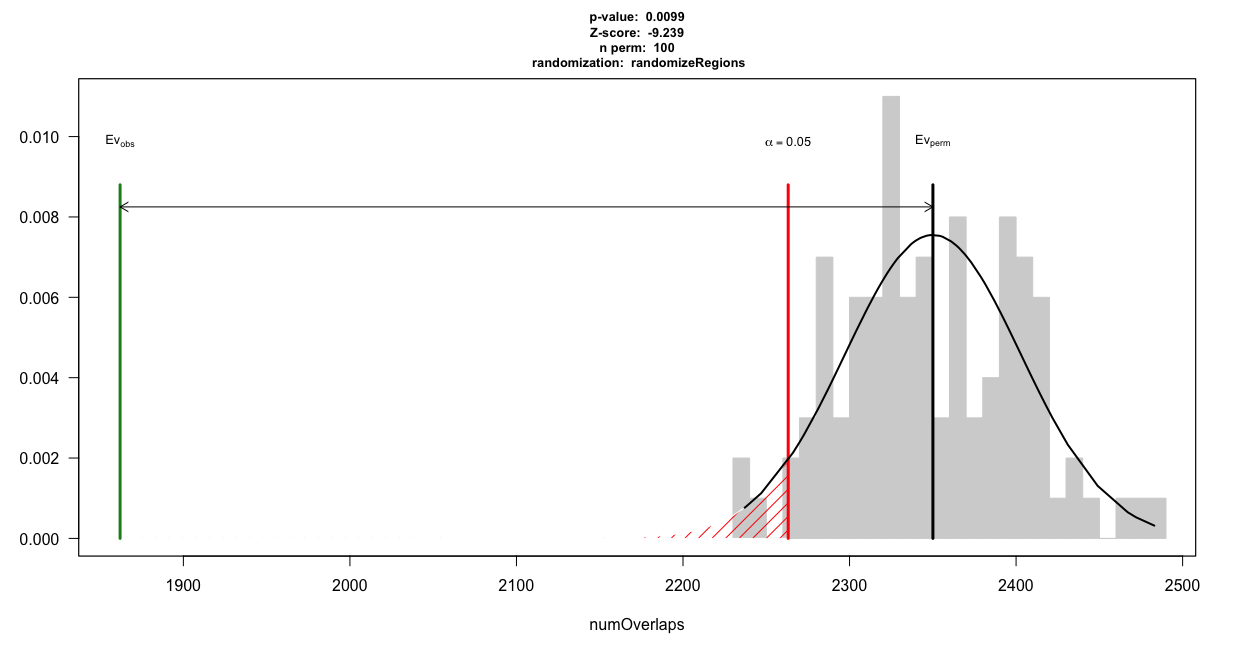 p-value: 0.0099
Z-score: -9.239
n perm: 100
randomization: randomizeRegions
Evobs
α = 0.05
Evperm
0.010
0.008
0.006
0.004
0.002
0.000
1900 2000 2100 2200 2300 2400 2500
numOverlaps